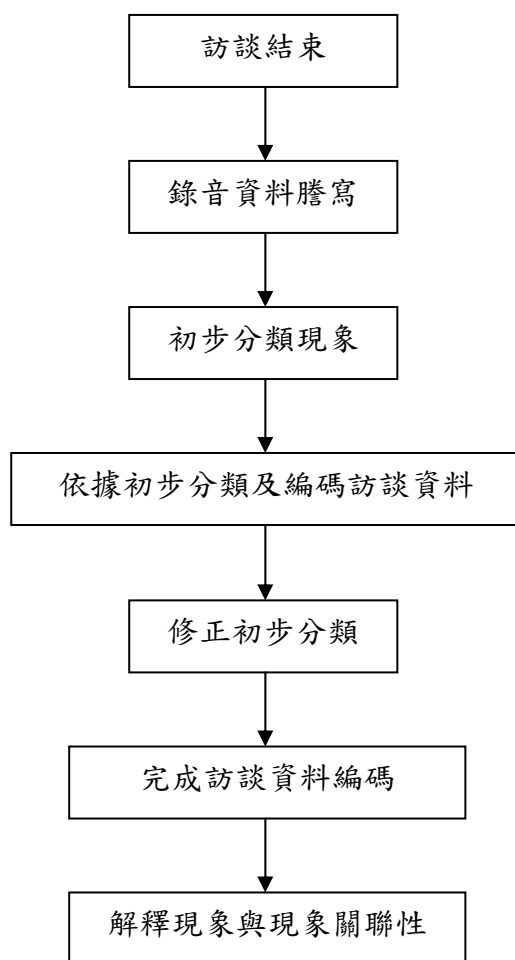 訪談結束
錄音資料謄寫
初步分類現象
依據初步分類及編碼訪談資料
修正初步分類
完成訪談資料編碼
解釋現象與現象關聯性